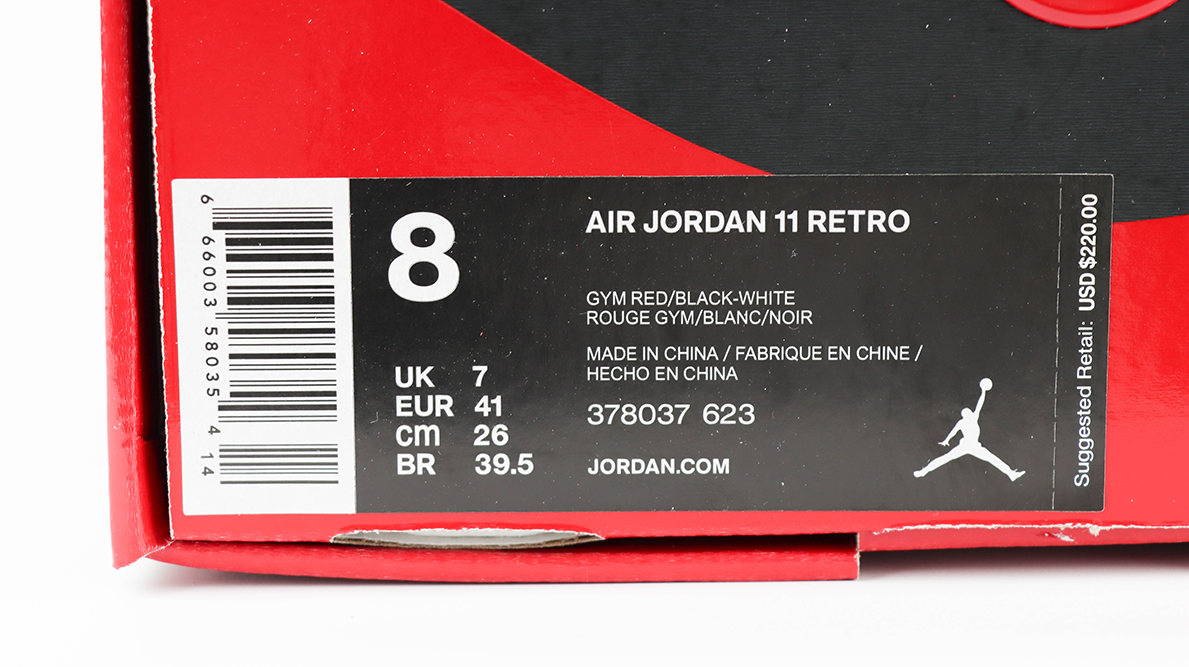 6 66003 58035 4 14
8
UK 7
EUR 41
cm 26
BR 39.5
AIR JORDAN 11 RETRO
GYM RED/BLACK-WHITE
ROUGE GYM/BLANC/NOIR
MADE IN CHINA / FABRIQUE EN CHINE /
HECHO EN CHINA
378037 623
JORDAN.COM
Suggested Retail: USD $220.00